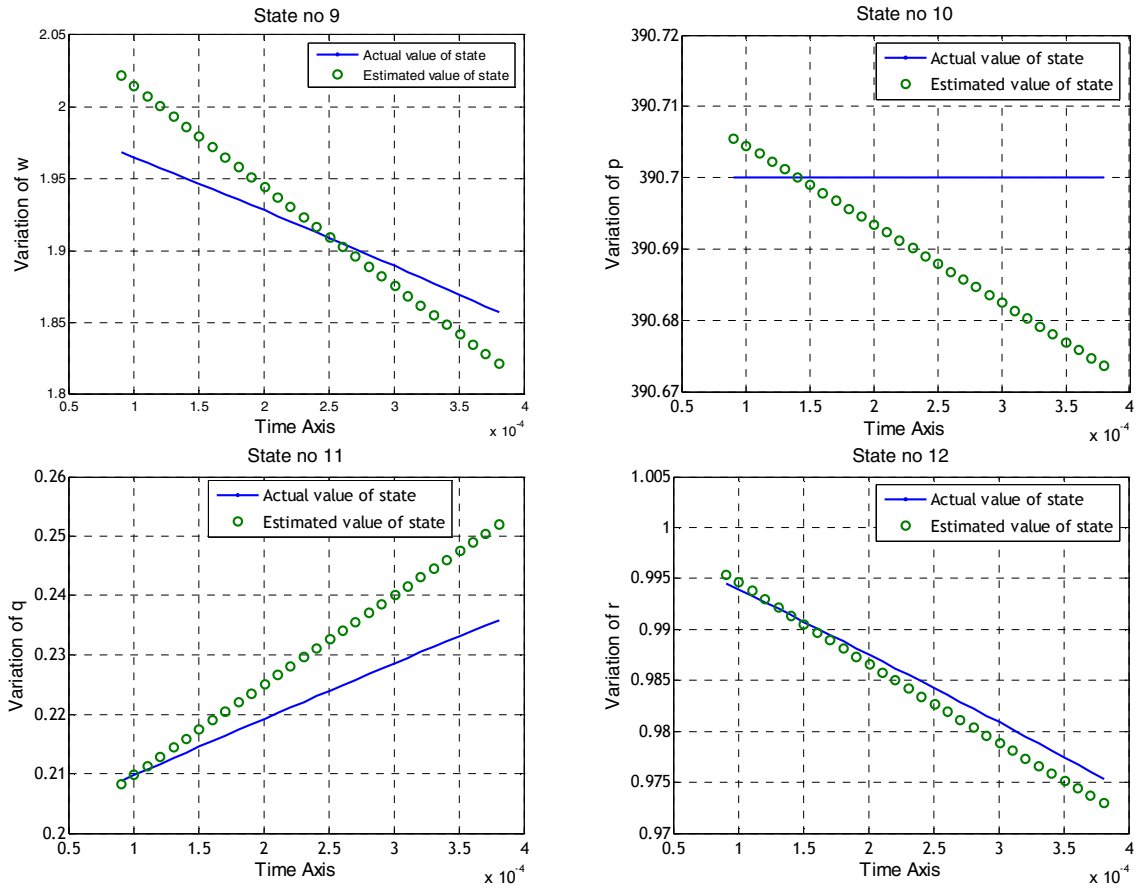 State no 9
2.05
2
1.95
1.9
1.85
1.8
Variation of w
Actual value of state
Estimated value of state
0.5 1 1.5 2 2.5 3 3.5 4
Time Axis
x 10-4
State no 10
390.72
390.71
390.7
390.69
390.68
390.67
Variation of p
Actual value of state
Estimated value of state
0.5 1 1.5 2 2.5 3 3.5 4
Time Axis
x 10-4
State no 11
0.26
0.25
0.24
0.23
0.22
0.21
0.2
Variation of q
Actual value of state
Estimated value of state
0.5 1 1.5 2 2.5 3 3.5 4
Time Axis
x 10-4
State no 12
1.005
1
0.995
0.99
0.985
0.98
0.975
0.97
Variation of r
Actual value of state
Estimated value of state
0.5 1 1.5 2 2.5 3 3.5 4
Time Axis
x 10-4